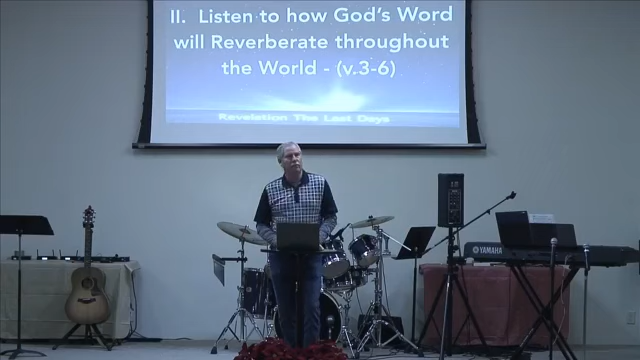 II. Listen to how God's Word
will Reverberate throughout
the World - (v.3-6)
Revelation The Last Days
YAMAHA